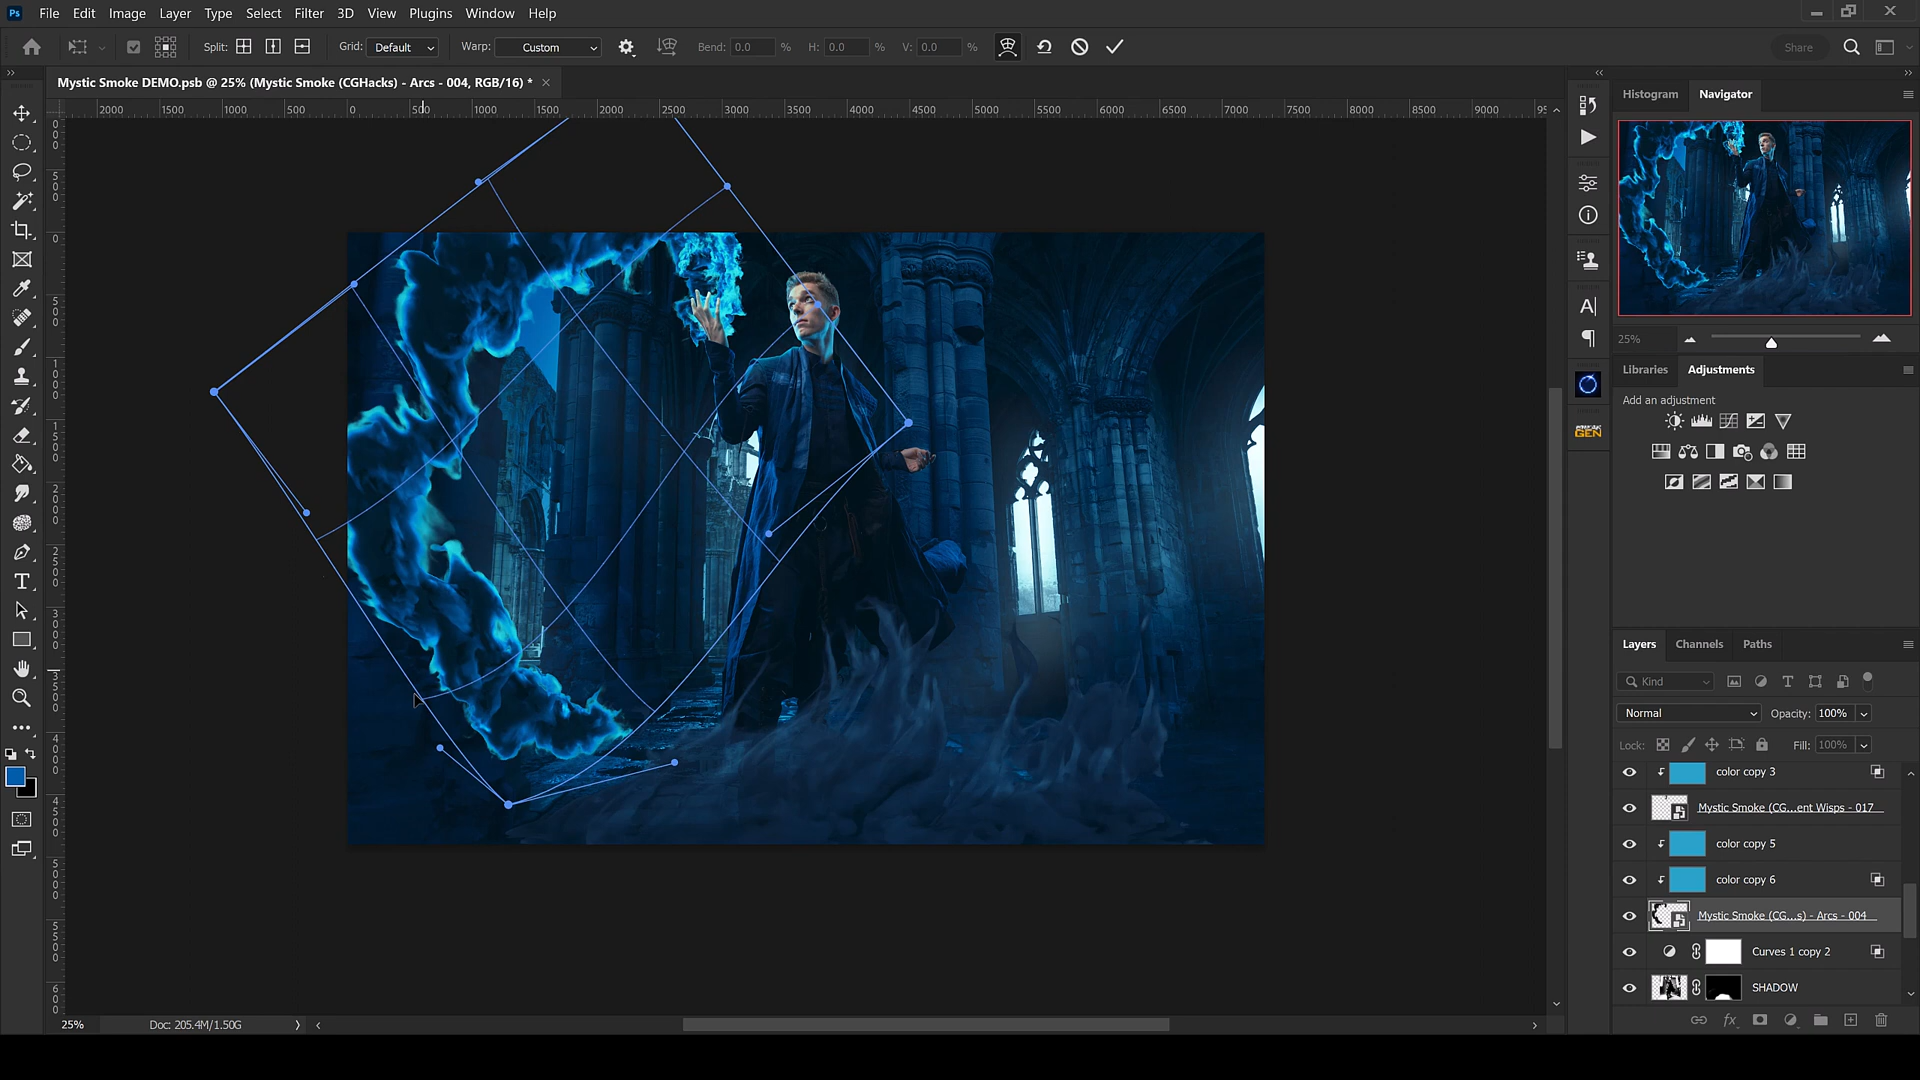 Ps File Edit Image Layer Type Select Filter 3D View Plugins Window Help
Split: Grid: Default Warp: Custom Bend: 0.0 % H: 0.0 % V: 0.0 % Share
Mystic Smoke DEMO.psb @ 25% (Mystic Smoke (CGHacks) - Arcs - 004, RGB/16) * ×
2000 1500 1000 500 0 500 1000 1500 2000 2500 3000 3500 4000 4500 5000 5500 6000 6500 7000 7500 8000 8500 9000
Histogram Navigator
25%
Libraries Adjustments
Add an adjustment
BREAK GEN
Layers Channels Paths
Kind
Normal Opacity: 100%
Lock: Fill: 100%
color copy 3
Mystic Smoke (CG...ent Wisps - 017
color copy 5
color copy 6
Mystic Smoke (CG...s) - Arcs - 004
Curves 1 copy 2
SHADOW
fx
25% Doc: 205.4M/1.50G